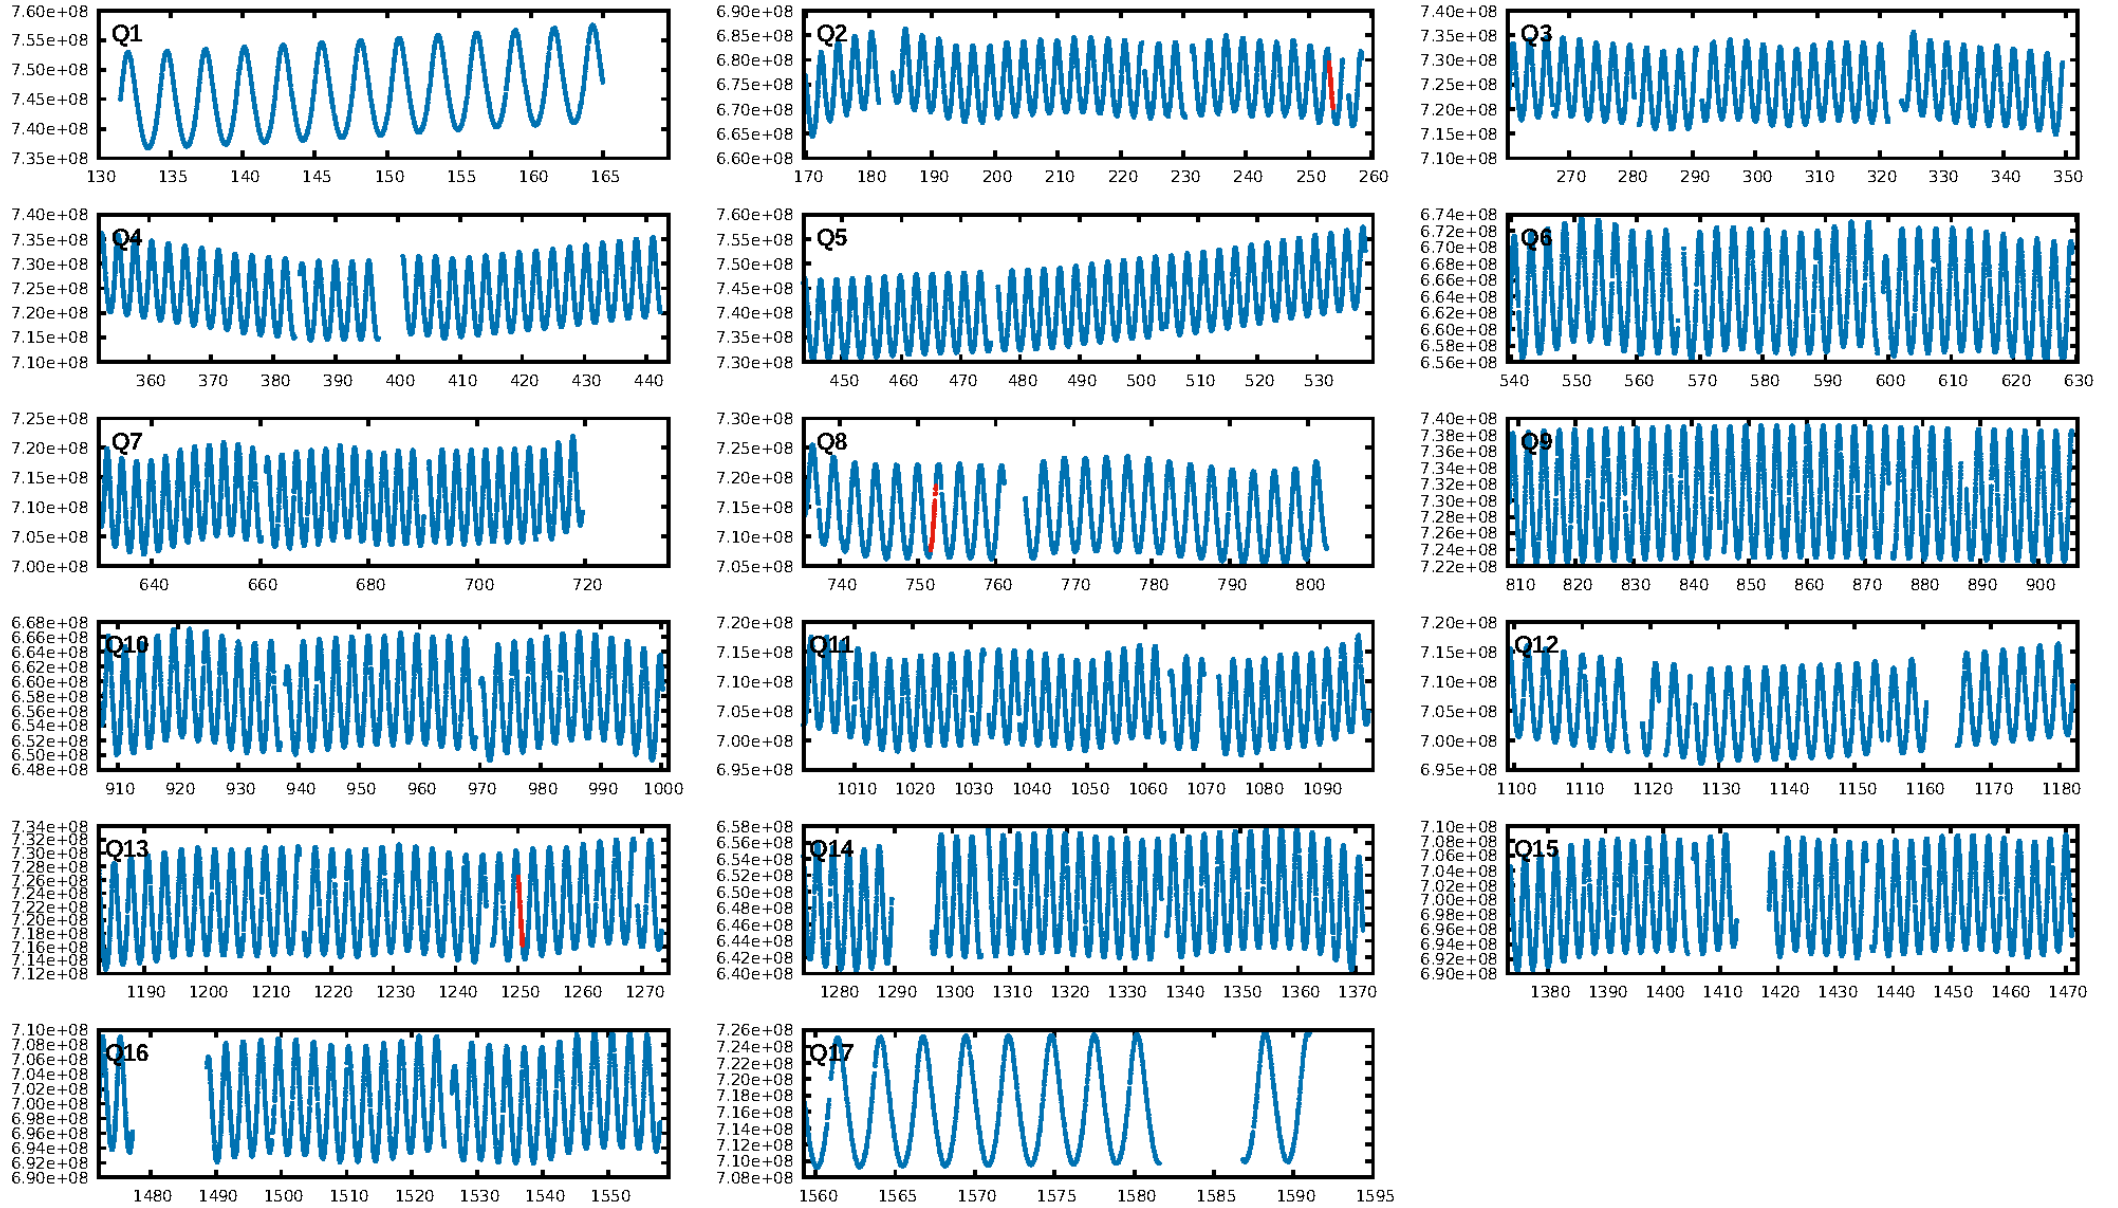 7.60e+08
7.55e+08
7.50e+08
7.45e+08
7.40e+08
7.35e+08
Q1
130 135 140 145 150 155 160 165
6.90e+08
6.85e+08
6.80e+08
6.75e+08
6.70e+08
6.65e+08
6.60e+08
Q2
170 180 190 200 210 220 230 240 250 260
7.40e+08
7.35e+08
7.30e+08
7.25e+08
7.20e+08
7.15e+08
7.10e+08
Q3
270 280 290 300 310 320 330 340 350
7.40e+08
7.35e+08
7.30e+08
7.25e+08
7.20e+08
7.15e+08
7.10e+08
Q4
360 370 380 390 400 410 420 430 440
7.60e+08
7.55e+08
7.50e+08
7.45e+08
7.40e+08
7.35e+08
7.30e+08
Q5
450 460 470 480 490 500 510 520 530
6.74e+08
6.72e+08
6.70e+08
6.68e+08
6.66e+08
6.64e+08
6.62e+08
6.60e+08
6.58e+08
6.56e+08
Q6
540 550 560 570 580 590 600 610 620 630
7.25e+08
7.20e+08
7.15e+08
7.10e+08
7.05e+08
7.00e+08
Q7
640 660 680 700 720
7.30e+08
7.25e+08
7.20e+08
7.15e+08
7.10e+08
7.05e+08
Q8
740 752 760 770 780 790 800
7.40e+08
7.38e+08
7.36e+08
7.34e+08
7.32e+08
7.30e+08
7.28e+08
7.26e+08
7.24e+08
7.22e+08
Q9
810 820 830 840 850 860 870 880 890 900
6.68e+08
6.66e+08
6.64e+08
6.62e+08
6.60e+08
6.58e+08
6.56e+08
6.54e+08
6.52e+08
6.50e+08
6.48e+08
Q10
910 920 930 940 950 960 970 980 990 1000
7.20e+08
7.15e+08
7.10e+08
7.05e+08
7.00e+08
6.95e+08
Q11
1010 1020 1030 1040 1050 1060 1070 1080 1090
7.20e+08
7.15e+08
7.10e+08
7.05e+08
7.00e+08
6.95e+08
Q12
1100 1110 1120 1130 1140 1150 1160 1170 1180
7.34e+08
7.32e+08
7.30e+08
7.28e+08
7.26e+08
7.24e+08
7.22e+08
7.20e+08
7.18e+08
7.16e+08
7.14e+08
7.12e+08
Q13
1190 1200 1210 1220 1230 1240 1250 1260 1270
6.58e+08
6.56e+08
6.54e+08
6.52e+08
6.50e+08
6.48e+08
6.46e+08
6.44e+08
6.42e+08
6.40e+08
Q14
1280 1290 1300 1310 1320 1330 1340 1350 1360 1370
7.10e+08
7.08e+08
7.06e+08
7.04e+08
7.02e+08
7.00e+08
6.98e+08
6.96e+08
6.94e+08
6.92e+08
6.90e+08
Q15
1380 1390 1400 1410 1420 1430 1440 1450 1460 1470
7.10e+08
7.08e+08
7.06e+08
7.04e+08
7.02e+08
7.00e+08
6.98e+08
6.96e+08
6.94e+08
6.92e+08
6.90e+08
Q16
1480 1490 1500 1510 1520 1530 1540 1550
7.26e+08
7.24e+08
7.22e+08
7.20e+08
7.18e+08
7.16e+08
7.14e+08
7.12e+08
7.10e+08
7.08e+08
Q17
1560 1565 1570 1575 1580 1585 1590 1595